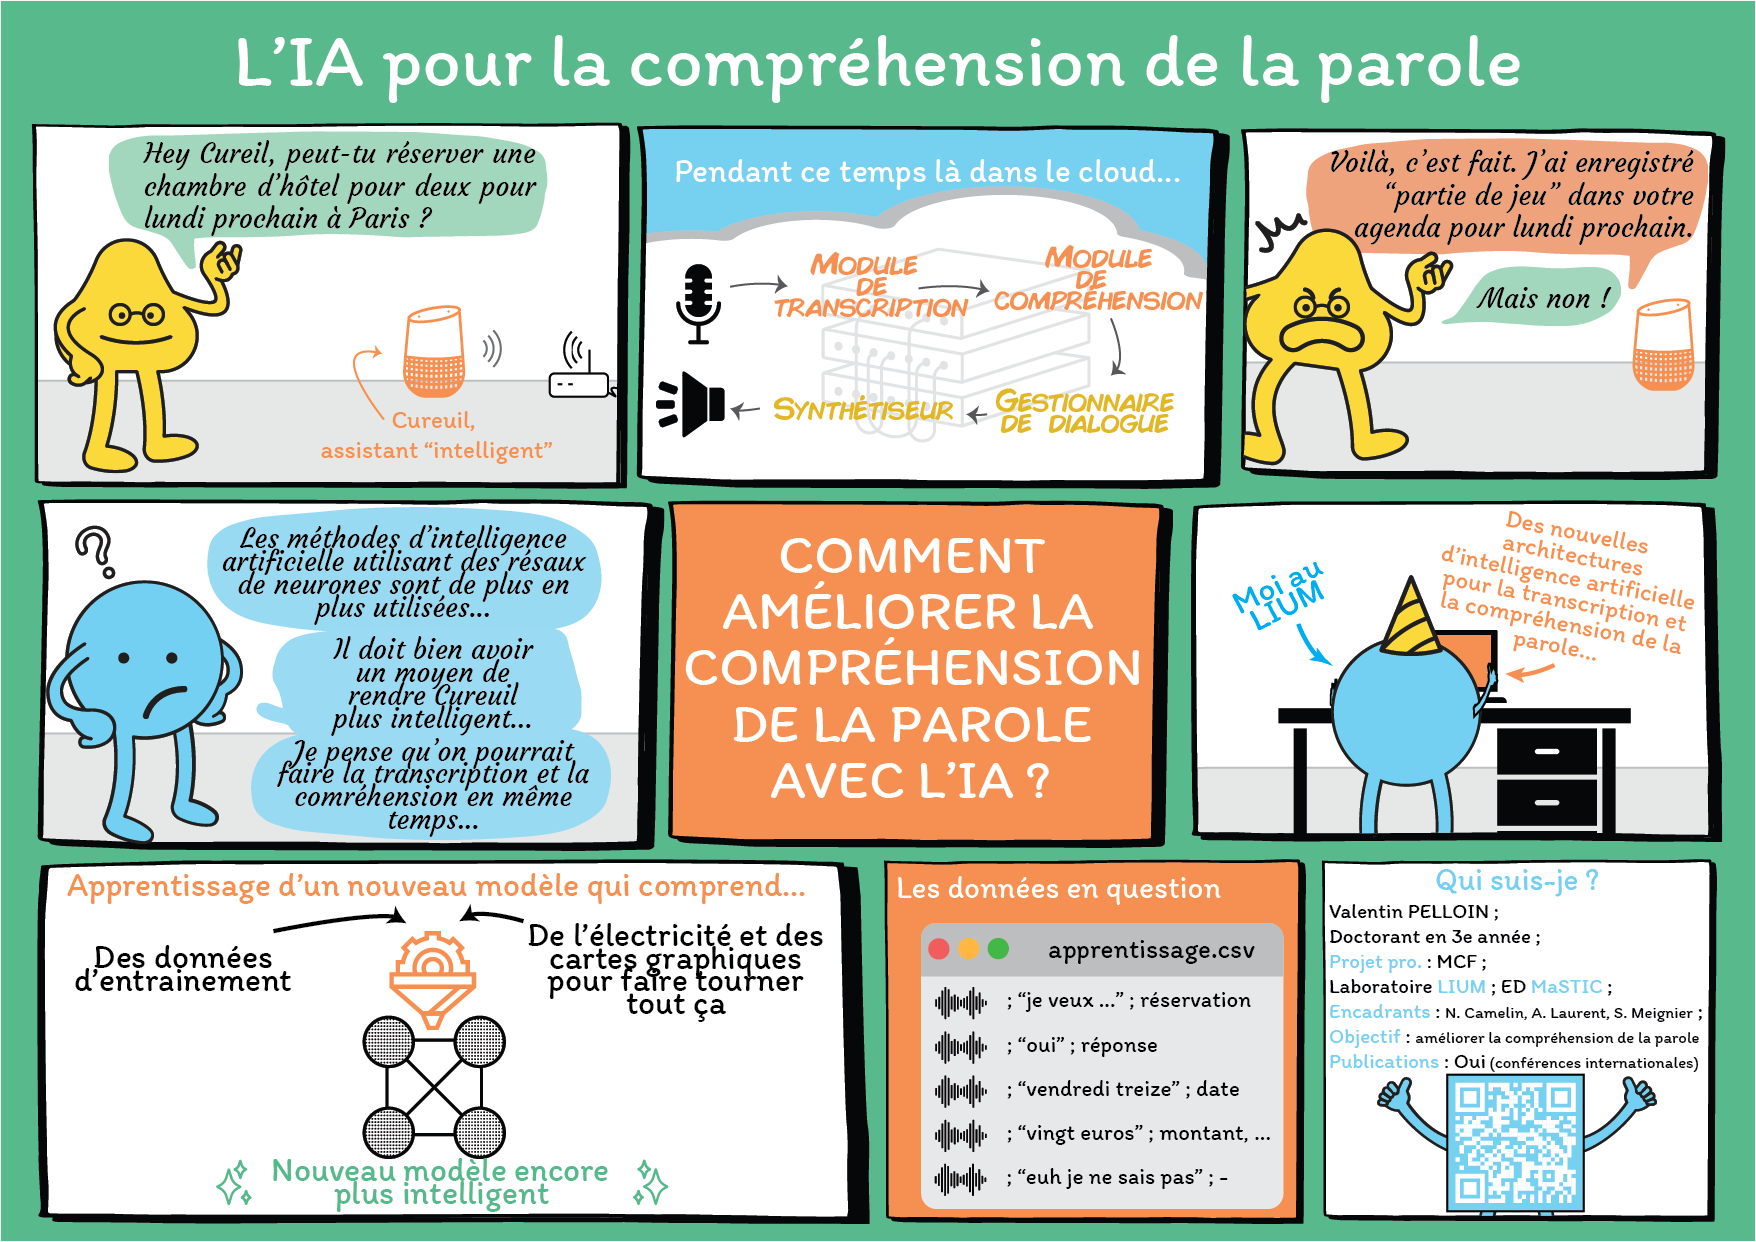 L'IA pour la compréhension de la parole
Hey Cureil, peut-tu réserver une
chambre d'hôtel pour deux pour
lundi prochain à Paris ?
Cureuil,
assistant “intelligent”
Pendant ce temps là dans le cloud...
MODULE
DE
TRANSCRIPTION
MODULE
DE
COMPRÉHENSION
SYNTHÉTISEUR
GESTIONNAIRE
DE DIALOGUE
Voilà, c'est fait. J'ai enregistré
“partie de jeu” dans votre
agenda pour lundi prochain.
Mais non !
Les méthodes d'intelligence
artificielle utilisant des résaux
de neurones sont de plus en
plus utilisées...
Il doit bien avoir
un moyen de
rendre Cureuil
plus intelligent...
Je pense qu'on pourrait
faire la transcription et la
comréhension en même
temps...
COMMENT
AMÉLIORER LA
COMPRÉHENSION
DE LA PAROLE
AVEC L'IA ?
Moi au
LIUM
Des nouvelles
architectures
d'intelligence artificielle
pour la transcription et
la compréhension de la
parole...
Apprentissage d'un nouveau modèle qui comprend...
Des données
d'entrainement
De l'électricité et des
cartes graphiques
pour faire tourner
tout ça
Nouveau modèle encore
plus intelligent
Les données en question
apprentissage.csv
; “je veux ...” ; réservation
; “oui” ; réponse
; “vendredi treize” ; date
; “vingt euros” ; montant, ...
; “euh je ne sais pas” ; -
Qui suis-je ?
Valentin PELLOIN ;
Doctorant en 3e année ;
Projet pro. : MCF ;
Laboratoire LIUM ; ED MaSTIC ;
Encadrants : N. Camelin, A. Laurent, S. Meignier ;
Objectif : améliorer la compréhension de la parole
Publications : Oui (conférences internationales)